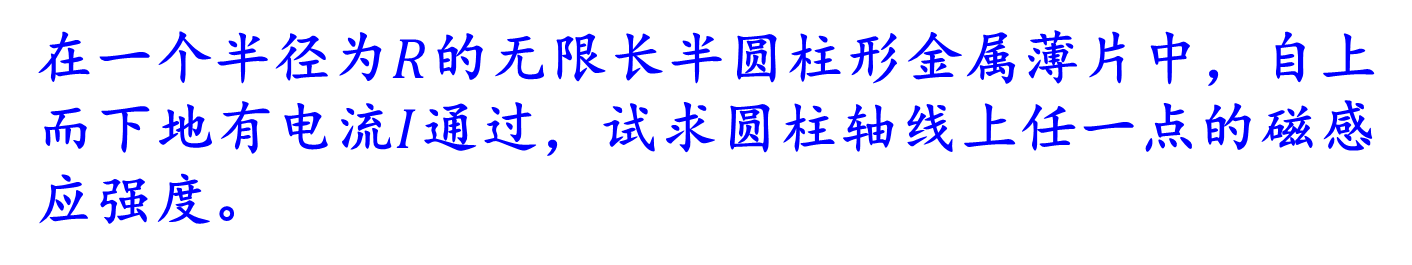 在一个半径为R的无限长半圆柱形金属薄片中，自上
而下地有电流I通过，试求圆柱轴线上任一点的磁感
应强度。